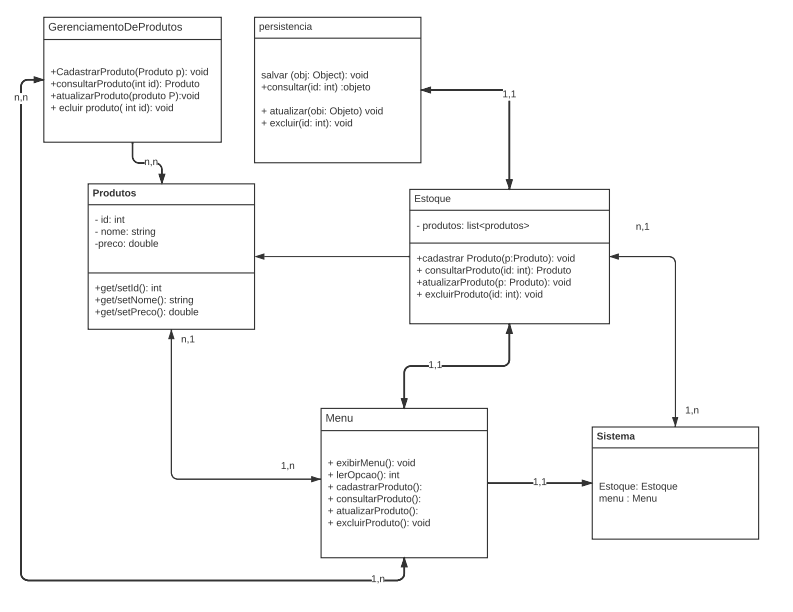 GerenciamentoDeProdutos
+CadastrarProduto(Produto p): void
+consultarProduto(int id): Produto
+atualizarProduto(produto P):void
+ ecluir produto( int id): void
persistencia
salvar (obj: Object): void
+consultar(id: int) :objeto
+ atualizar(obi: Objeto) void
+ excluir(id: int): void
n,n
1,1
n,n
Produtos
- id: int
- nome: string
-preco: double
+get/setId(): int
+get/setNome(): string
+get/setPreco(): double
Estoque
- produtos: list<produtos>
+cadastrar Produto(p:Produto): void
+ consultarProduto(id: int): Produto
+atualizarProduto(p: Produto): void
+ excluirProduto(id: int): void
n,1
n,1
1,1
1,n
Menu
+ exibirMenu(): void
+ lerOpcao(): int
+ cadastrarProduto():
+ consultarProduto():
+ atualizarProduto():
+ excluirProduto(): void
1,n
1,1
Sistema
Estoque: Estoque
menu : Menu
1,n